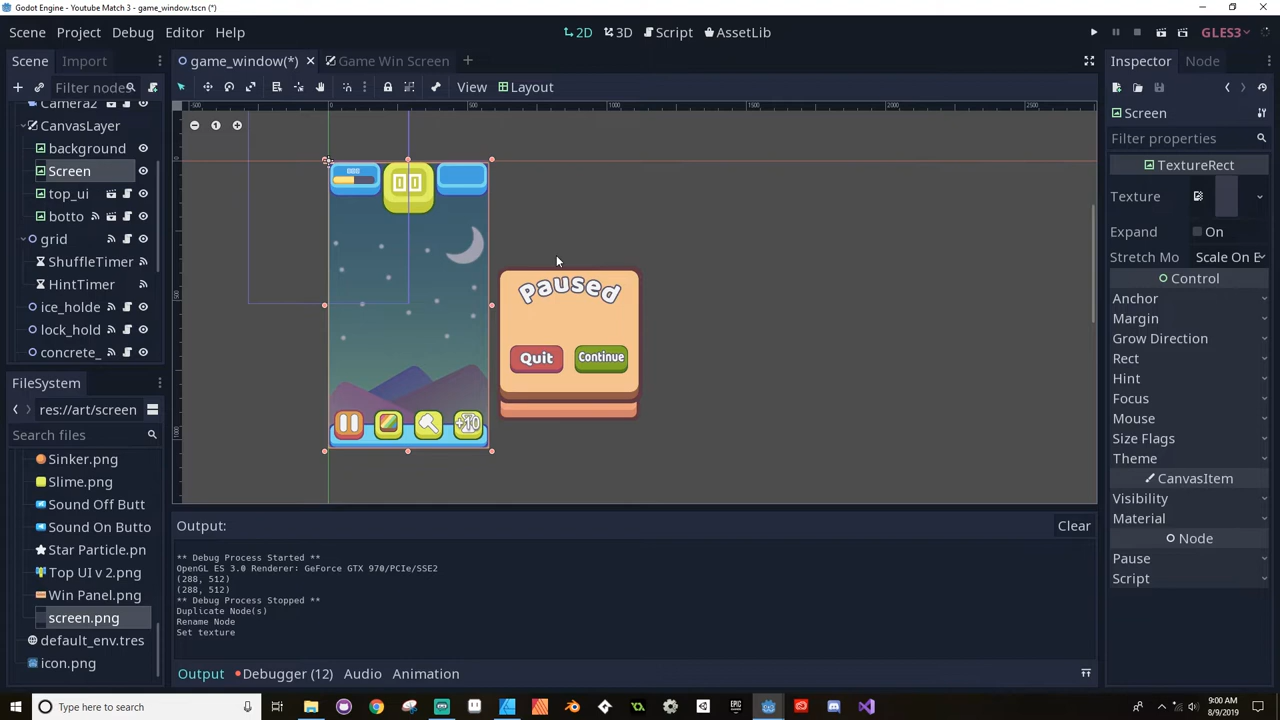 Godot Engine - Youtube Match 3 - game_window.tscn (*)
Scene Project Debug Editor Help
2D 3D Script AssetLib
GLES3
Scene Import
game_window(*)
Game Win Screen
Inspector Node
Filter nodes
View Layout
Screen
Filter properties
-500 0 500 1000 2000 2500
Camera2
CanvasLayer
background
Screen
top_ui
botto
grid
ShuffleTimer
HintTimer
ice_holde
lock_hold
concrete_
Paused
Quit
Continue
+10
TextureRect
Texture
Expand On
Stretch Mo Scale On E
Control
Anchor
Margin
Grow Direction
Rect
Hint
Focus
Mouse
Size Flags
Theme
CanvasItem
Visibility
Material
Node
Pause
Script
FileSystem
res://art/screen
Search files
Sinker.png
Slime.png
Sound Off Butt
Sound On Butto
Star Particle.pn
Top UI v 2.png
Win Panel.png
screen.png
default_env.tres
icon.png
Output:
Clear
** Debug Process Started **
OpenGL ES 3.0 Renderer: GeForce GTX 970/PCIe/SSE2
(288, 512)
(288, 512)
** Debug Process Stopped **
Duplicate Node(s)
Rename Node
Set texture
Output Debugger (12) Audio Animation
Type here to search
9:00 AM
8/9/2019